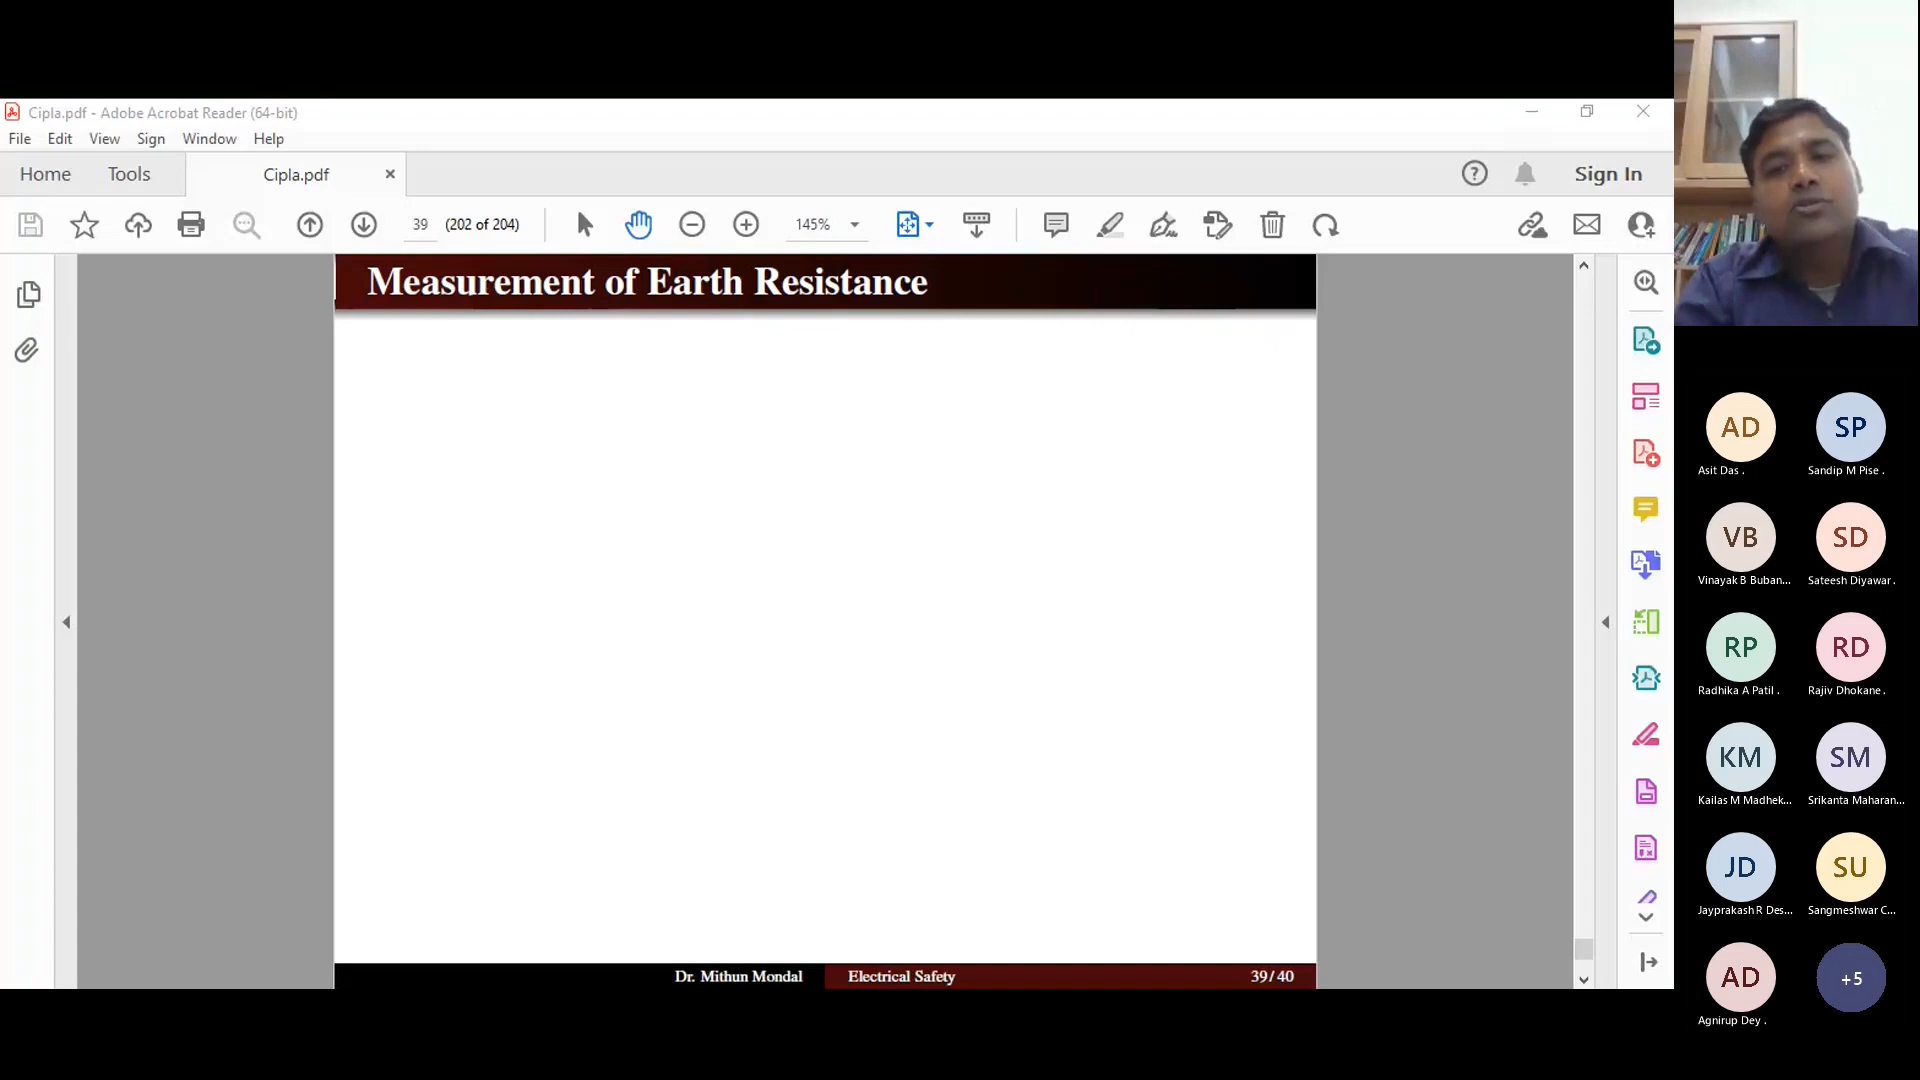 Cipla.pdf - Adobe Acrobat Reader (64-bit)
File Edit View Sign Window Help
Home Tools Cipla.pdf × Sign In
39 (202 of 204) 145%
Measurement of Earth Resistance
Dr. Mithun Mondal Electrical Safety 39/40
AD SP
Asit Das . Sandip M Pise .
VB SD
Vinayak B Buban... Sateesh Diyawar .
RP RD
Radhika A Patil . Rajiv Dhokane .
KM SM
Kailas M Madhek... Srikanta Maharan...
JD SU
Jayprakash R Des... Sangmeshwar C...
AD +5
Agnirup Dey .